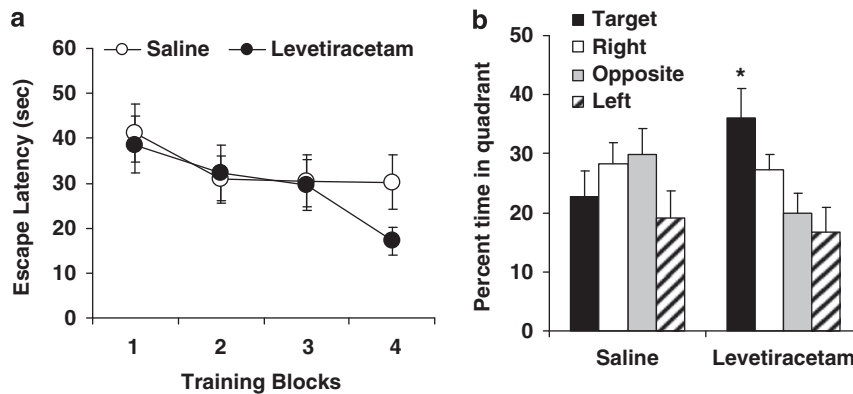 a
Escape Latency (sec)
60
50
40
30
20
10
0
Saline
Levetiracetam
1 2 3 4
Training Blocks
b
Percent time in quadrant
50
40
30
20
10
0
Target
Right
Opposite
Left
*
Saline Levetiracetam